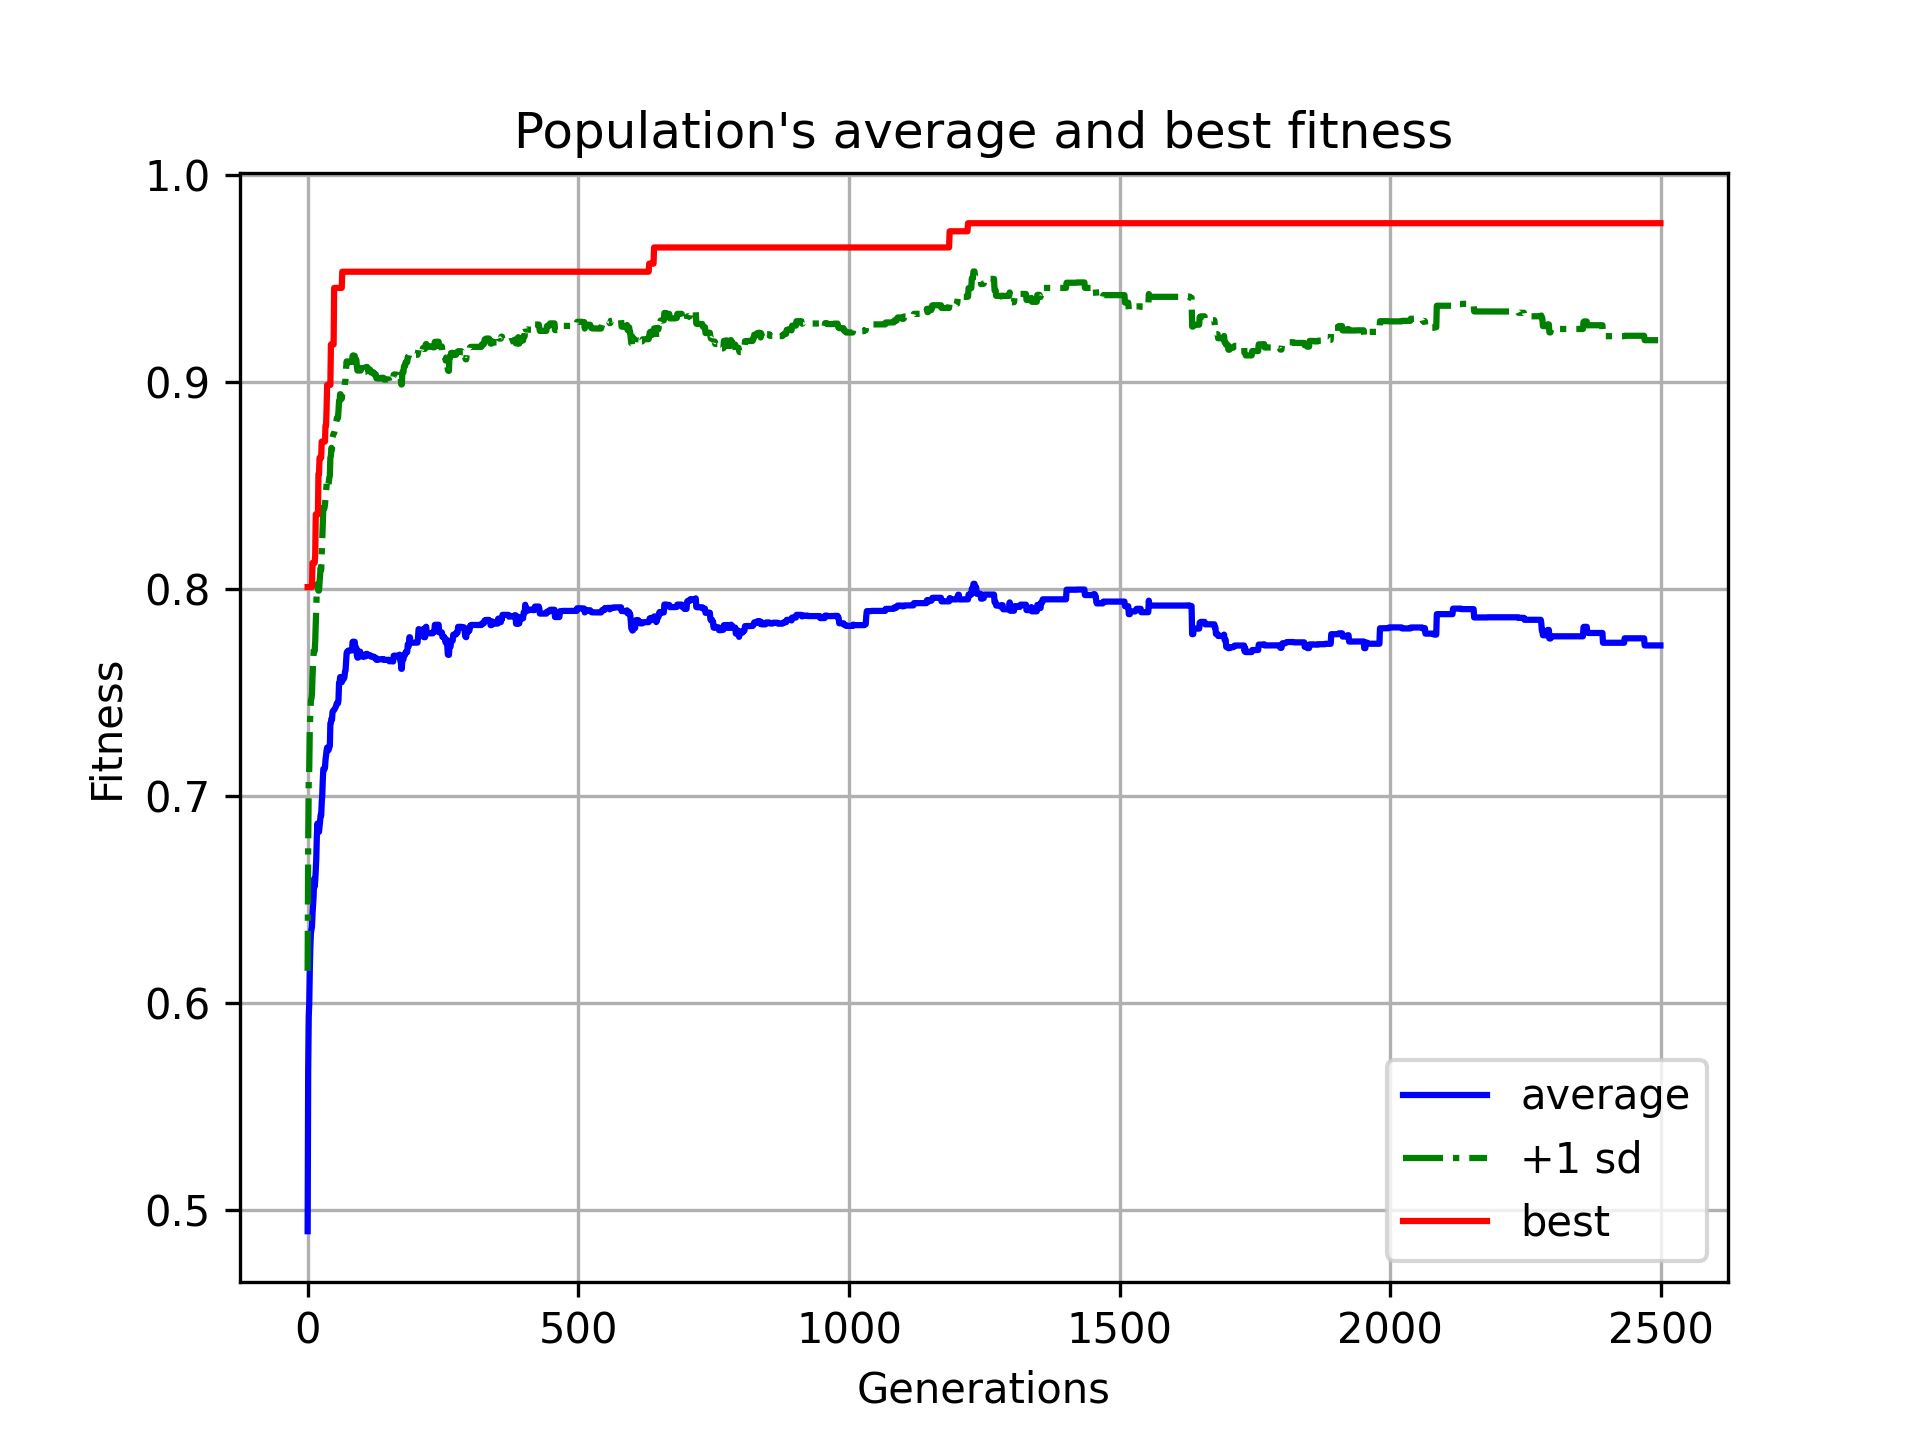 Population's average and best fitness
1.0
0.9
0.8
0.7
0.6
0.5
Fitness
0 500 1000 1500 2000 2500
Generations
average
+1 sd
best